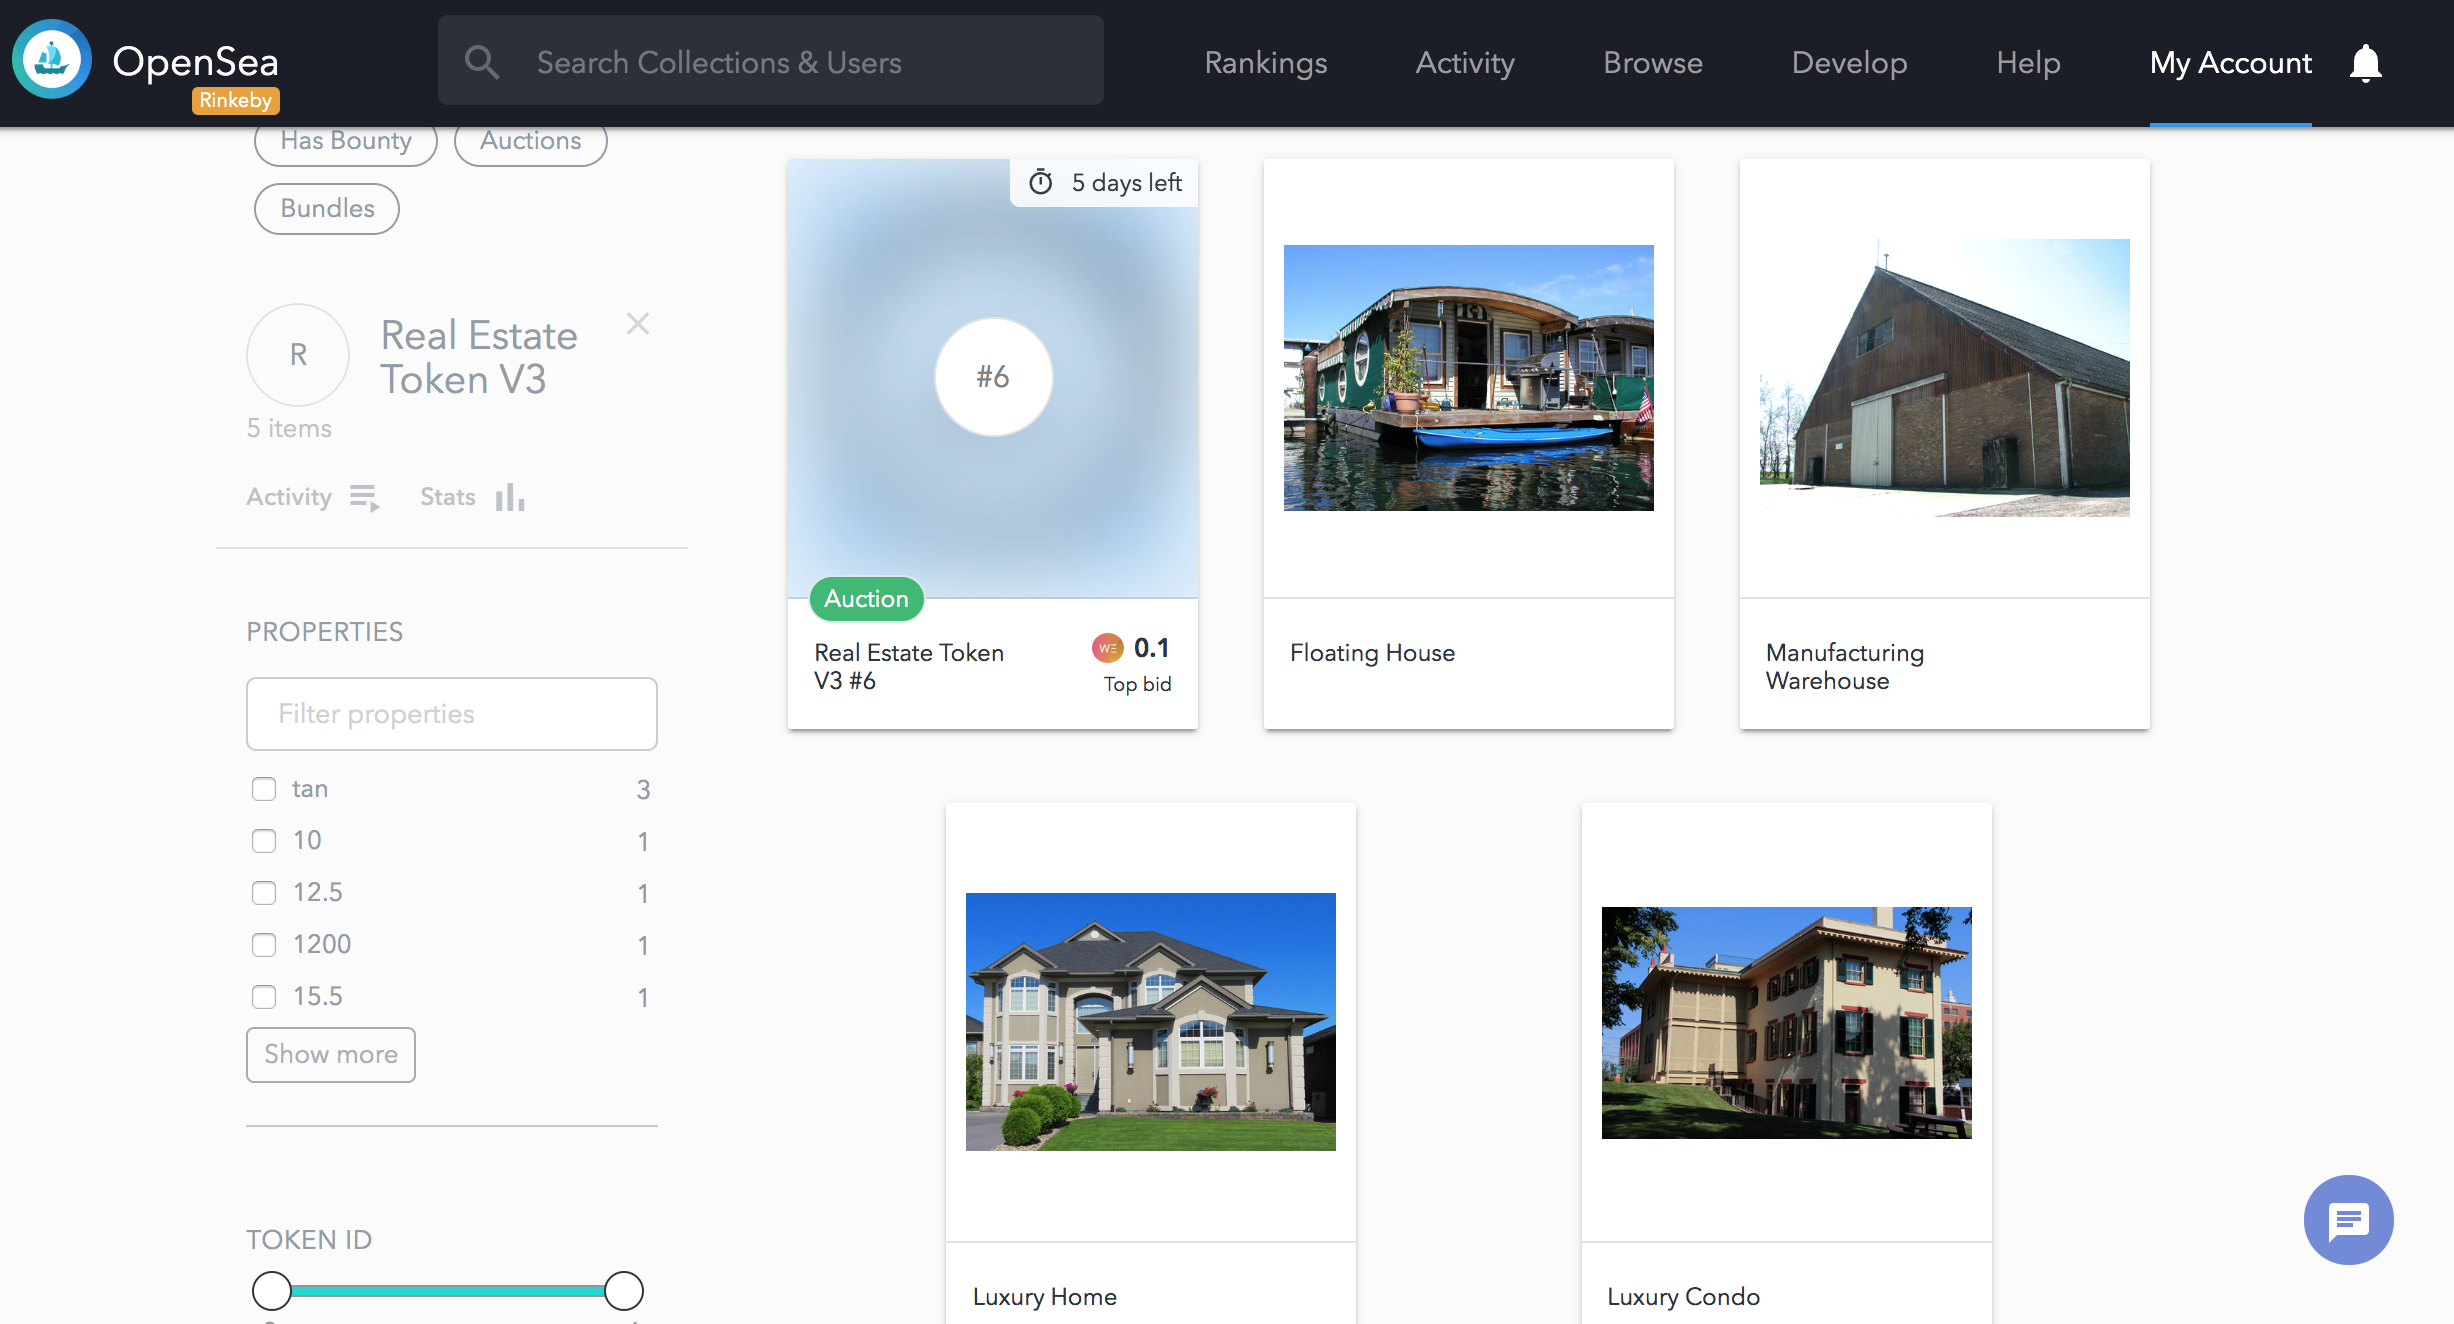 OpenSea
Rinkeby
Search Collections & Users
Rankings
Activity
Browse
Develop
Help
My Account
Has Bounty
Auctions
Bundles
R
Real Estate
Token V3
5 items
Activity
Stats
PROPERTIES
Filter properties
tan 3
10 1
12.5 1
1200 1
15.5 1
Show more
TOKEN ID
5 days left
#6
Auction
Real Estate Token
V3 #6
WE 0.1
Top bid
Floating House
Manufacturing
Warehouse
Luxury Home
Luxury Condo